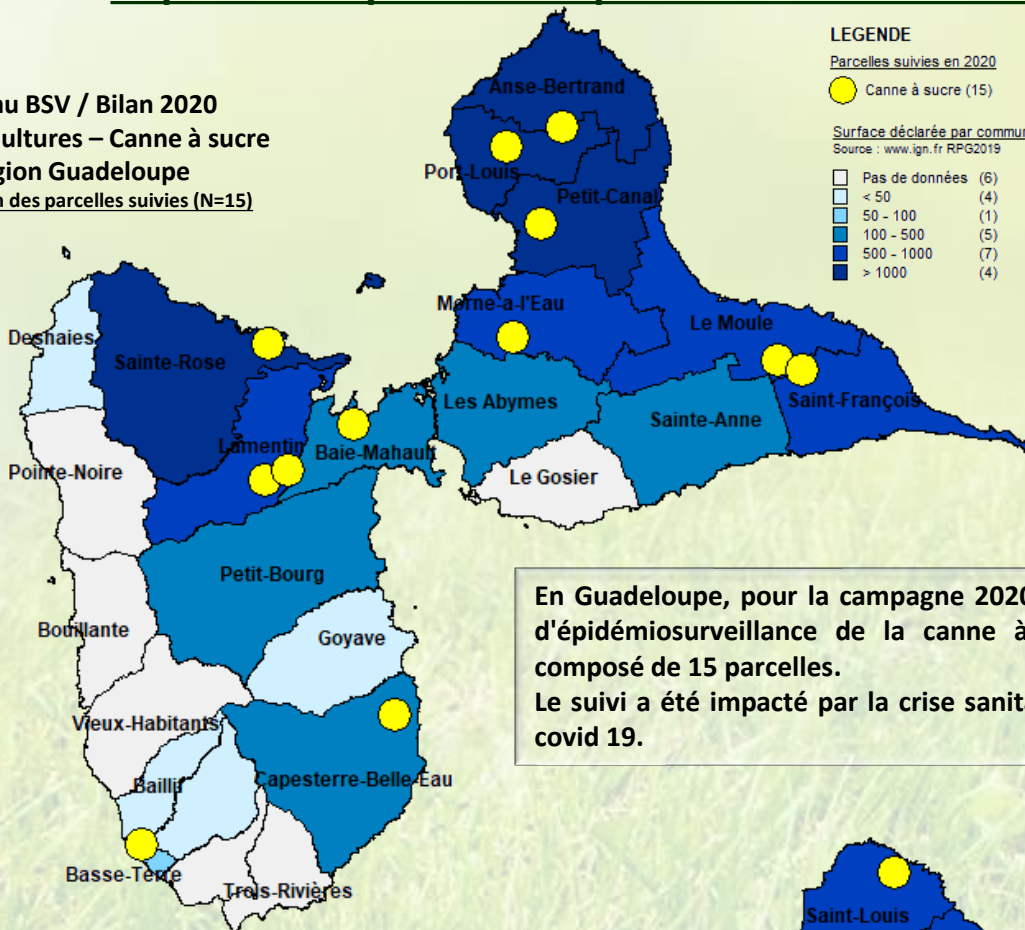 au BSV / Bilan 2020
ultures – Canne à sucre
gion Guadeloupe
n des parcelles suivies (N=15)
LEGENDE
Parcelles suivies en 2020
Canne à sucre (15)
Surface déclarée par commun
Source : www.ign.fr RPG2019
Pas de données (6)
< 50 (4)
50 - 100 (1)
100 - 500 (5)
500 - 1000 (7)
> 1000 (4)
Anse-Bertrand
Port-Louis
Petit-Canal
Morne-a-l'Eau
Le Moule
Deshaies
Sainte-Rose
Les Abymes
Sainte-Anne
Saint-François
Lamentin
Baie-Mahault
Pointe-Noire
Le Gosier
Petit-Bourg
Bouillante
Goyave
Vieux-Habitants
Baillif
Capesterre-Belle-Eau
Basse-Terre
Trois-Rivières
En Guadeloupe, pour la campagne 2020
d'épidémiosurveillance de la canne à
composé de 15 parcelles.
Le suivi a été impacté par la crise sanit
covid 19.
Saint-Louis